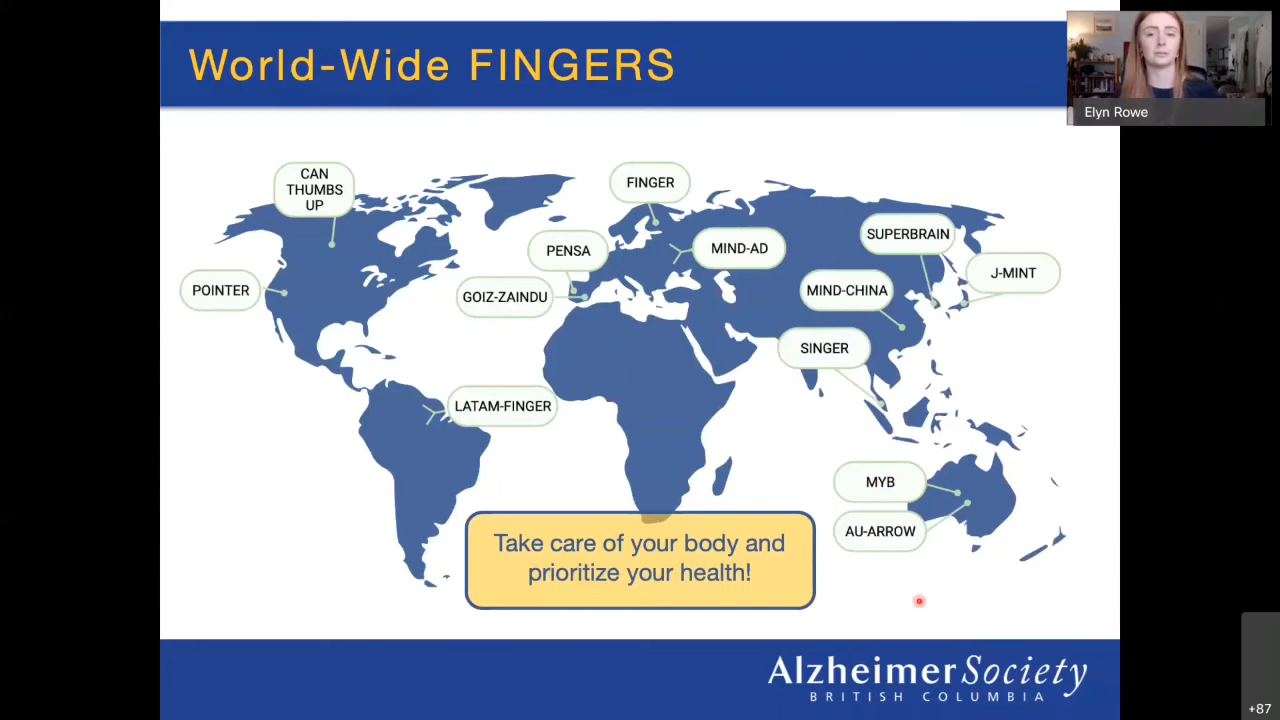 World-Wide FINGERS
Elyn Rowe
CAN
THUMBS
UP
FINGER
PENSA
MIND-AD
SUPERBRAIN
J-MINT
POINTER
GOIZ-ZAINDU
MIND-CHINA
SINGER
LATAM-FINGER
MYB
AU-ARROW
Take care of your body and
prioritize your health!
Alzheimer Society
BRITISH COLUMBIA
+87